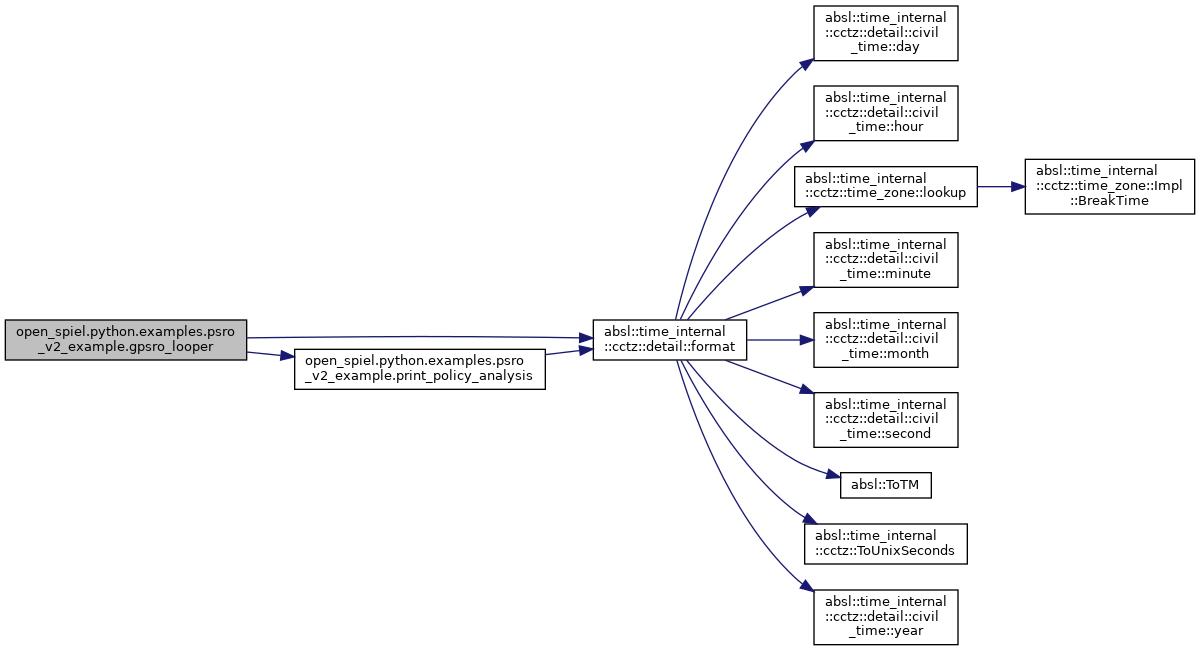 absl::time_internal
::cctz::detail::civil
_time::day
absl::time_internal
::cctz::detail::civil
_time::hour
absl::time_internal
::cctz::time_zone::lookup
absl::time_internal
::cctz::time_zone::Impl
::BreakTime
absl::time_internal
::cctz::detail::civil
_time::minute
open_spiel.python.examples.psro
_v2_example.gpsro_looper
open_spiel.python.examples.psro
_v2_example.print_policy_analysis
absl::time_internal
::cctz::detail::format
absl::time_internal
::cctz::detail::civil
_time::month
absl::time_internal
::cctz::detail::civil
_time::second
absl::ToTM
absl::time_internal
::cctz::ToUnixSeconds
absl::time_internal
::cctz::detail::civil
_time::year